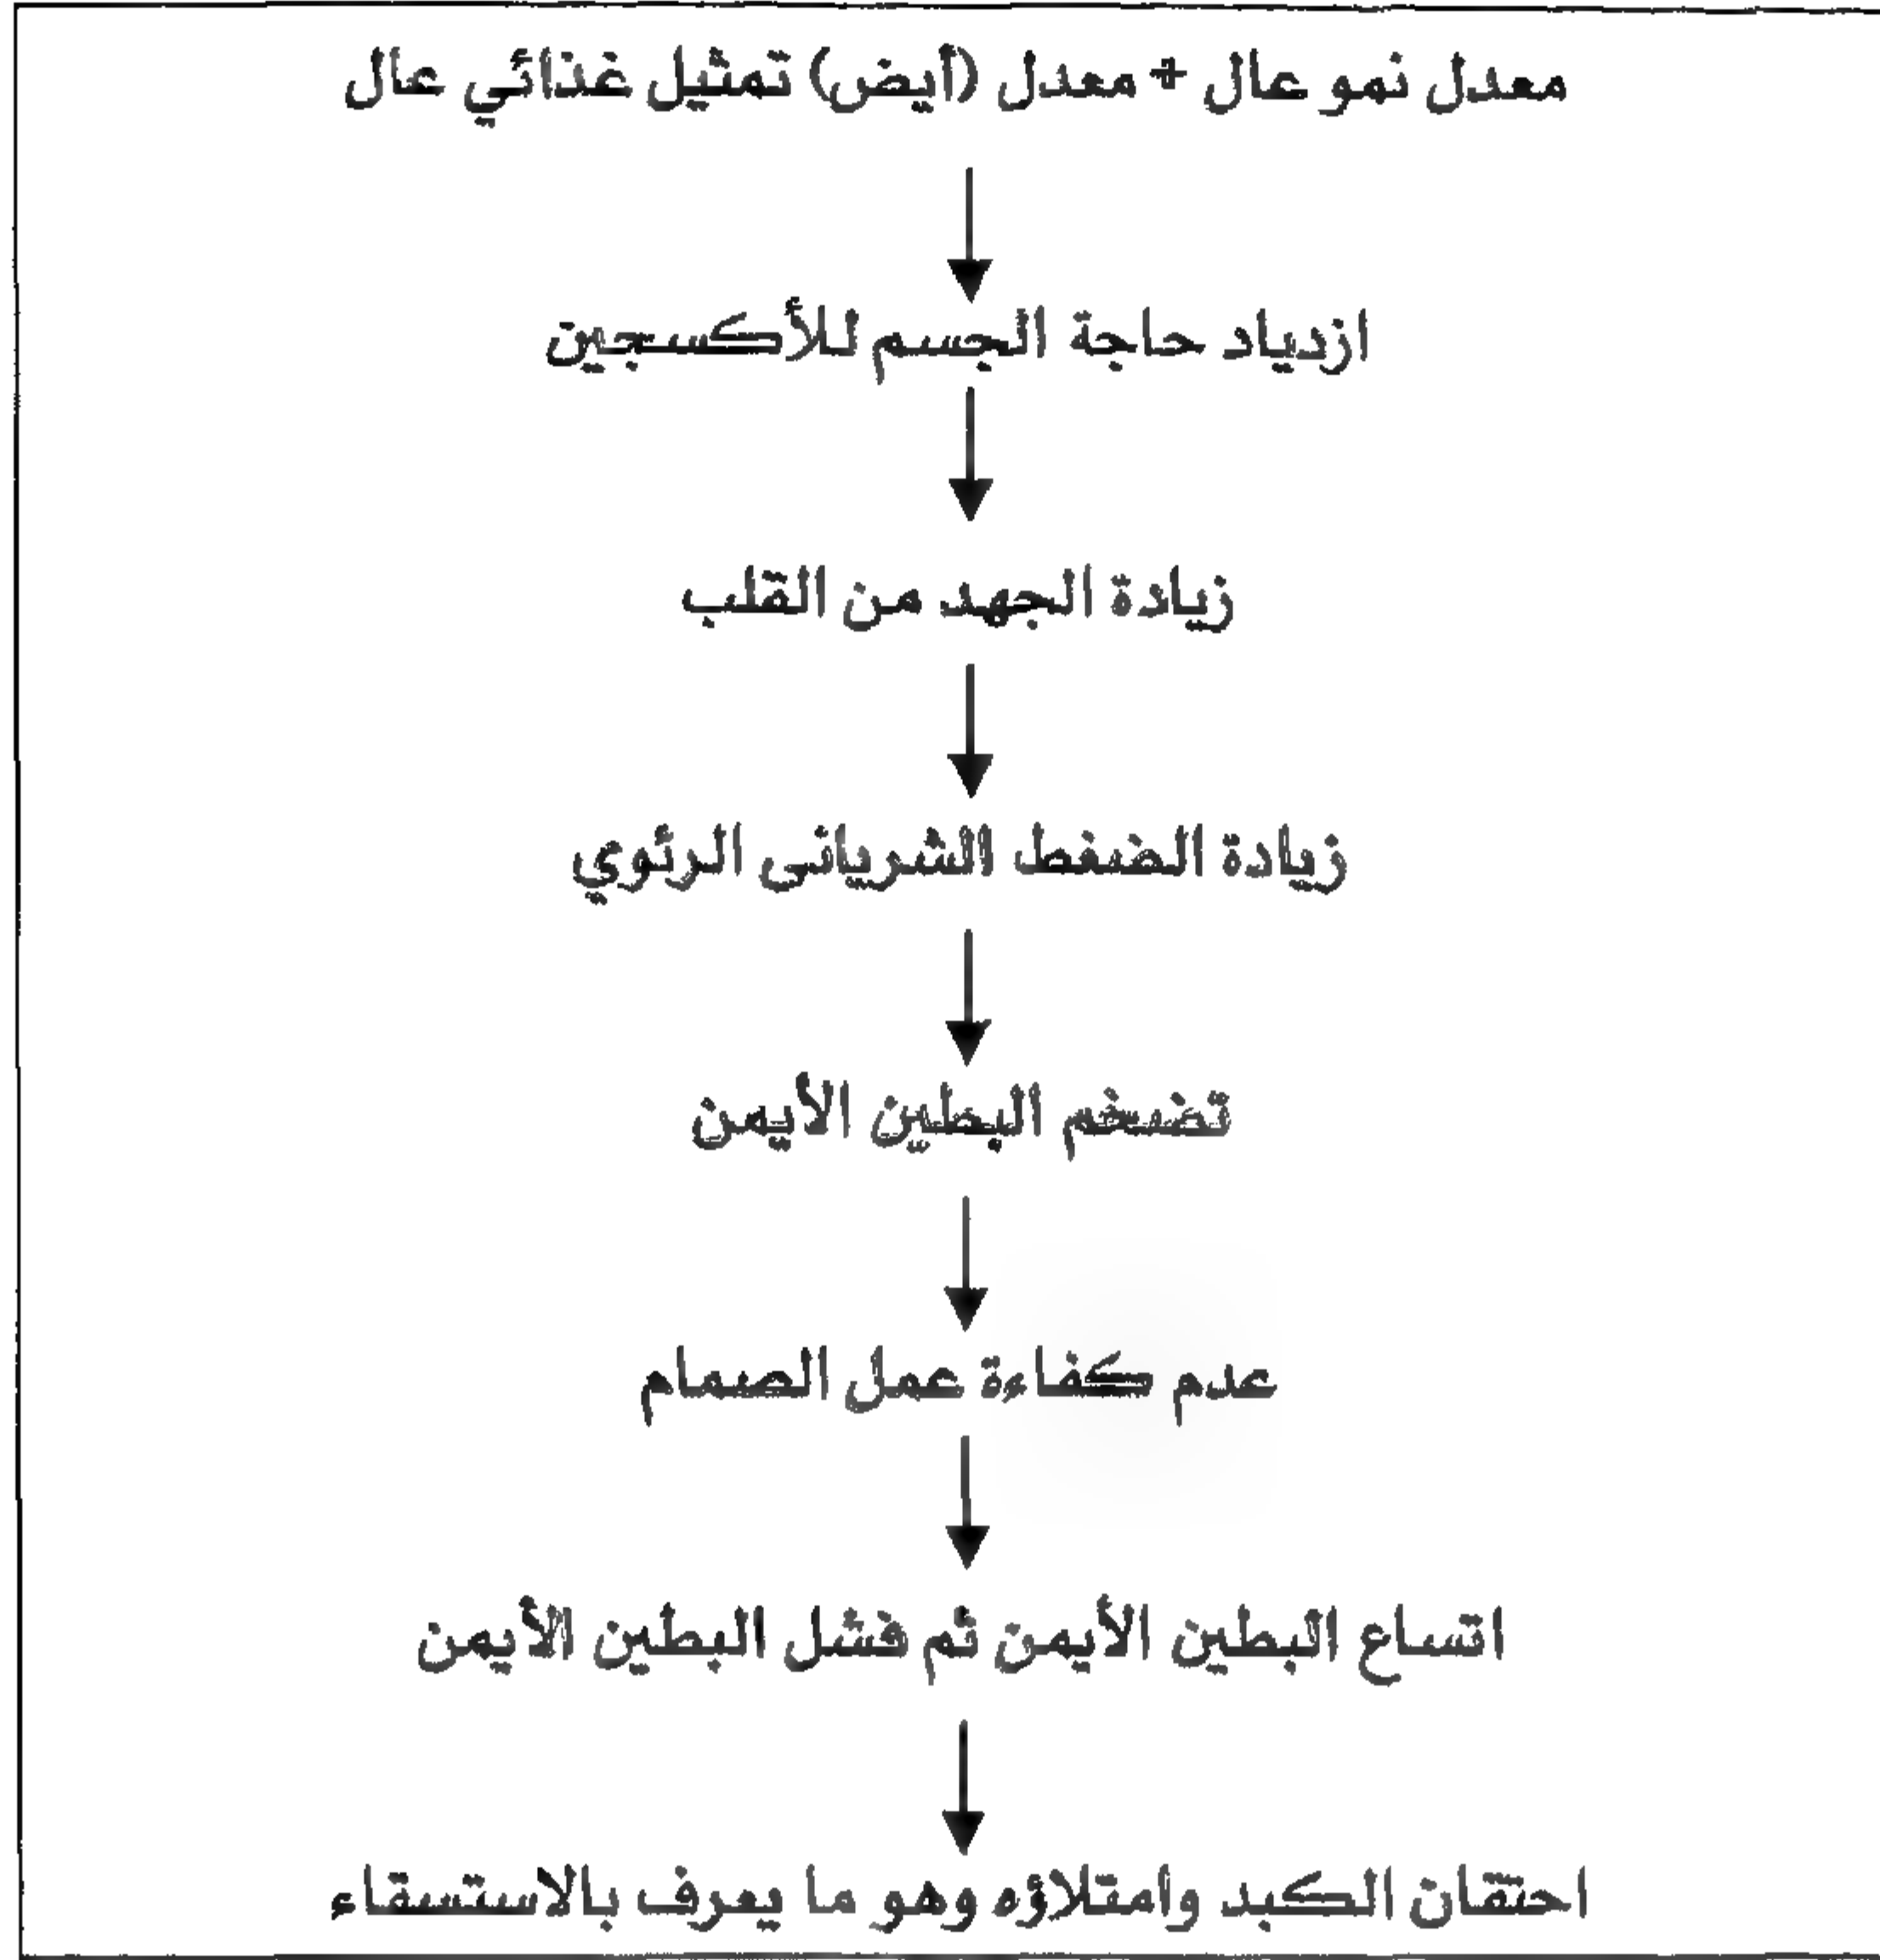 معدل نمو عال + معدل (أيض) تمثيل غذائي عال
ازدياد حاجة الجسم للأكسجين
زيادة الجهد من القلب
زيادة الضغط الشرياني الرئوي
تضخم البطين الأيمن
عدم كفاءة عمل الصمام
اتساع البطين الأيمن ثم فشل البطين الأيمن
احتقان الكبد وامتلاؤه وهو ما يعرف بالاستسقاء